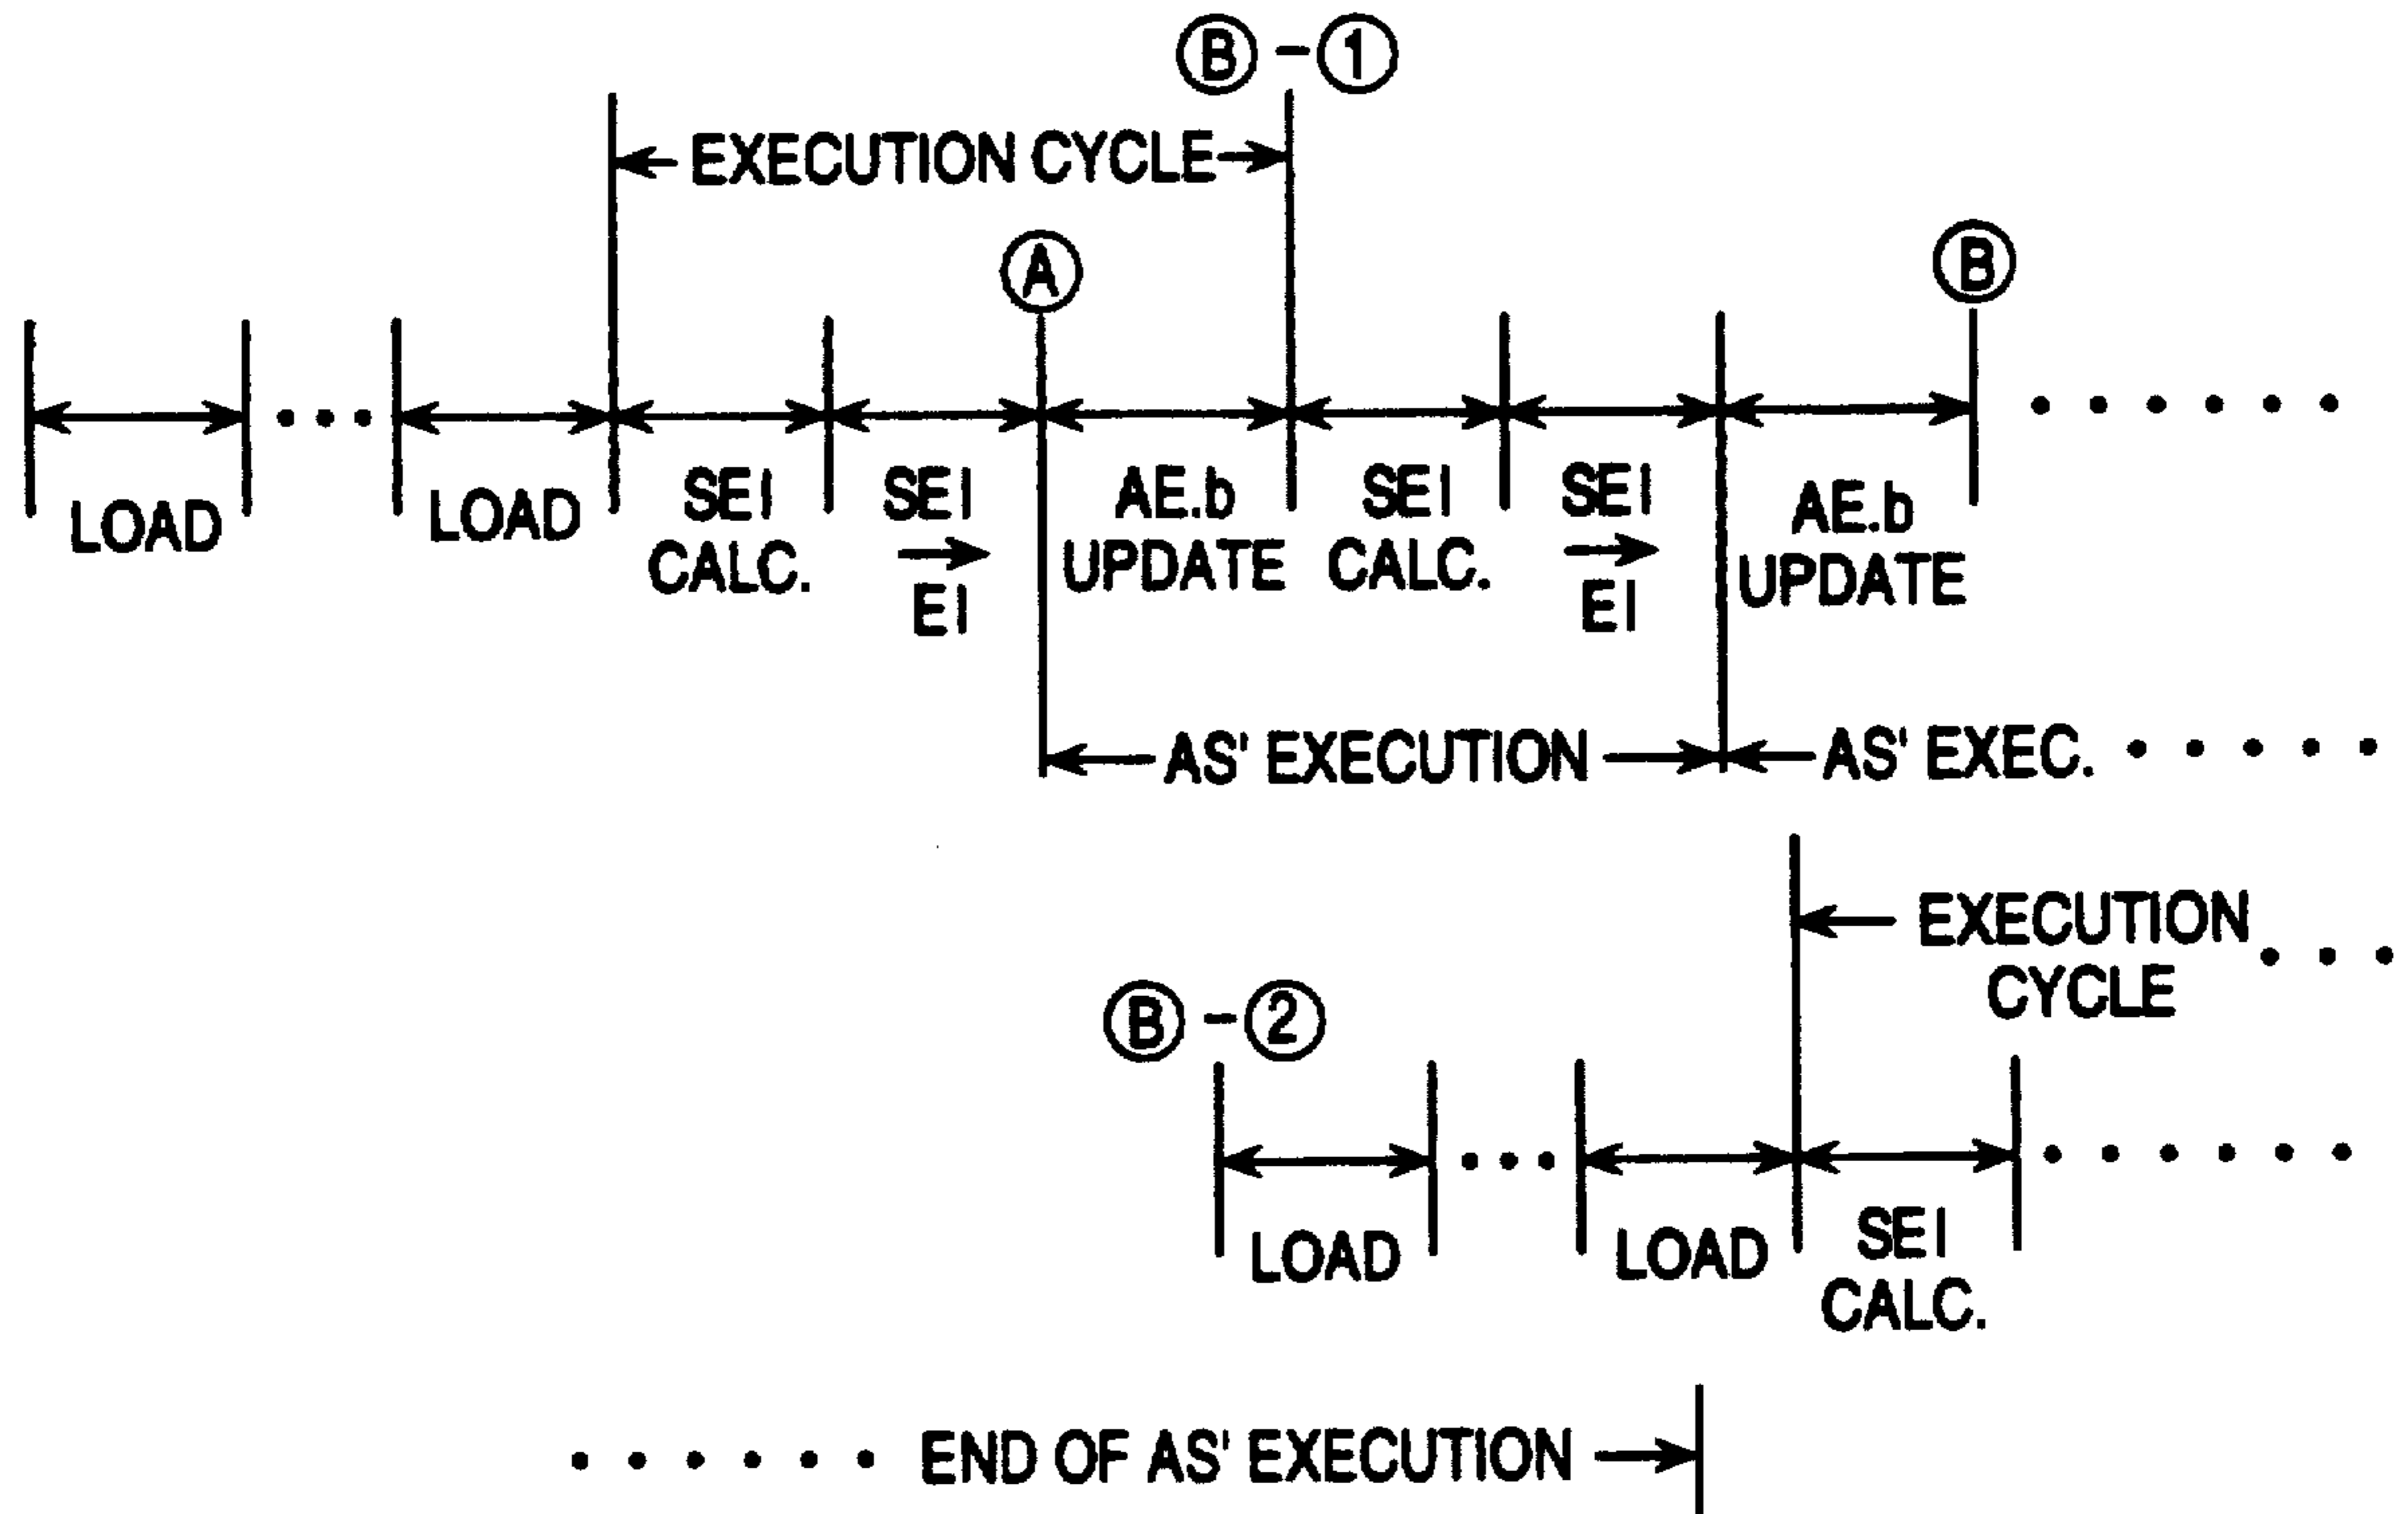 Ⓑ-①
EXECUTION CYCLE
Ⓐ
Ⓑ
LOAD
LOAD
SEI
CALC.
SEI
→
EI
AE.b
UPDATE
SEI
CALC.
SEI
→
EI
AE.b
UPDATE
AS' EXECUTION
AS' EXEC. • • • • •
EXECUTION
CYCLE
Ⓑ-②
LOAD
LOAD
SEI
CALC.
• • • • • • END OF AS' EXECUTION